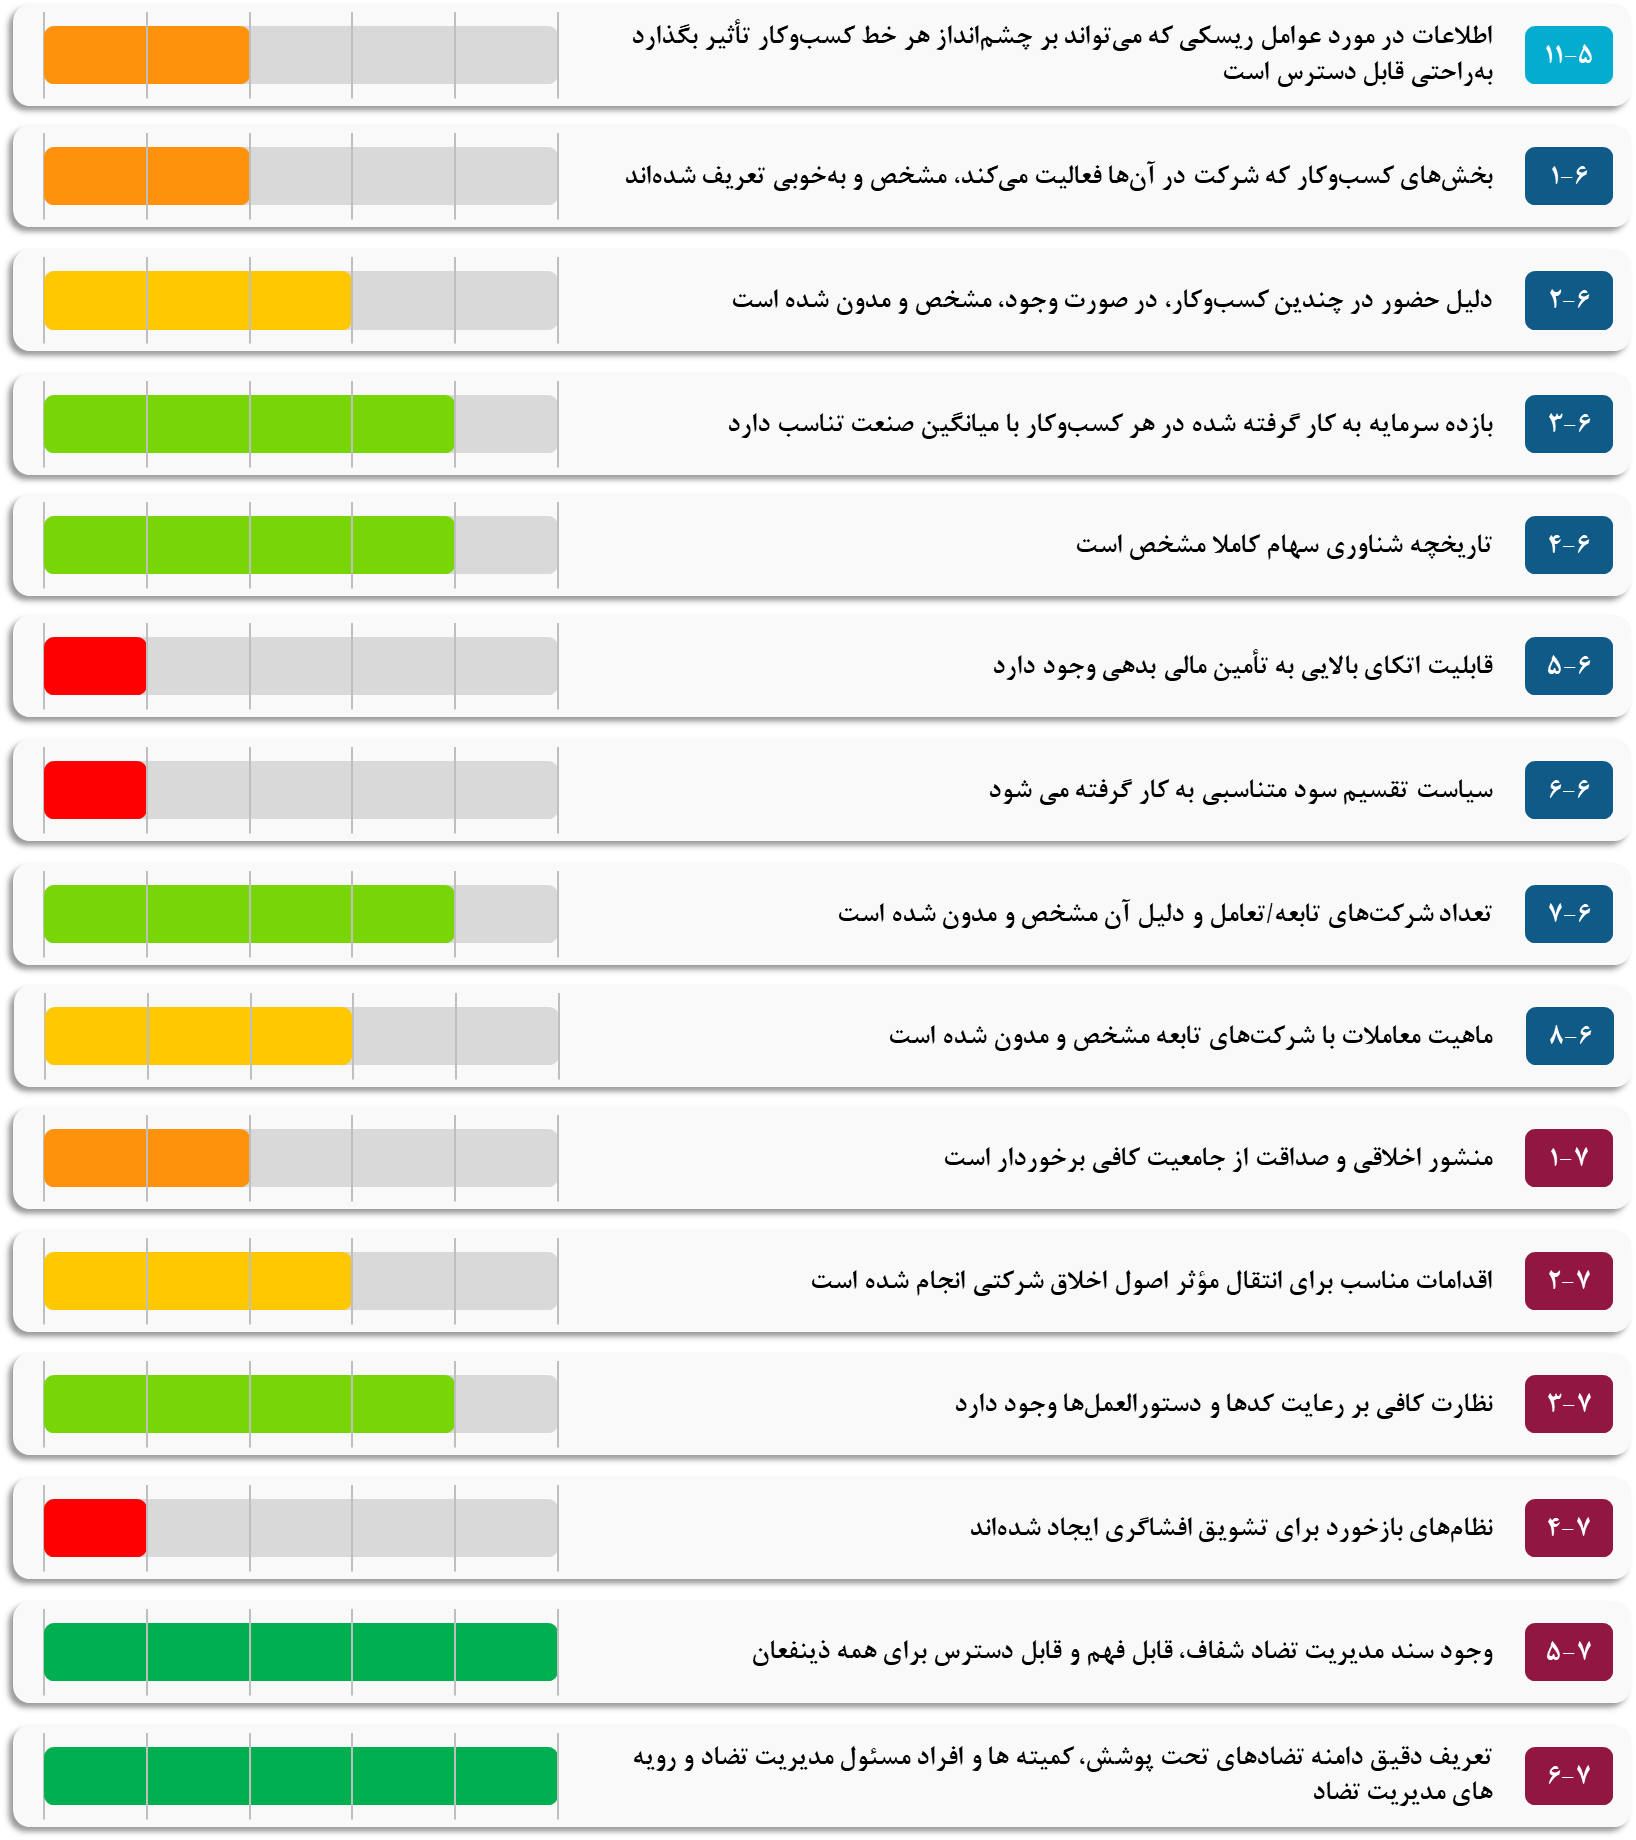 ۱۱-۵
اطلاعات در مورد عوامل ریسکی که می‌تواند بر چشم‌انداز هر خط کسب‌وکار تأثیر بگذارد
به‌راحتی قابل دسترس است
۱-۶
بخش‌های کسب‌وکار که شرکت در آن‌ها فعالیت می‌کند، مشخص و به‌خوبی تعریف شده‌اند
۲-۶
دلیل حضور در چندین کسب‌وکار، در صورت وجود، مشخص و مدون شده است
۳-۶
بازده سرمایه به کار گرفته شده در هر کسب‌وکار با میانگین صنعت تناسب دارد
۴-۶
تاریخچه شناوری سهام کاملا مشخص است
۵-۶
قابلیت اتکای بالایی به تأمین مالی بدهی وجود دارد
۶-۶
سیاست تقسیم سود متناسبی به کار گرفته می شود
۷-۶
تعداد شرکت‌های تابعه/تعامل و دلیل آن مشخص و مدون شده است
۸-۶
ماهیت معاملات با شرکت‌های تابعه مشخص و مدون شده است
۱-۷
منشور اخلاقی و صداقت از جامعیت کافی برخوردار است
۲-۷
اقدامات مناسب برای انتقال مؤثر اصول اخلاق شرکتی انجام شده است
۳-۷
نظارت کافی بر رعایت کدها و دستورالعمل‌ها وجود دارد
۴-۷
نظام‌های بازخورد برای تشویق افشاگری ایجاد شده‌اند
۵-۷
وجود سند مدیریت تضاد شفاف، قابل فهم و قابل دسترس برای همه ذینفعان
۶-۷
تعریف دقیق دامنه تضادهای تحت پوشش، کمیته ها و افراد مسئول مدیریت تضاد و رویه
های مدیریت تضاد